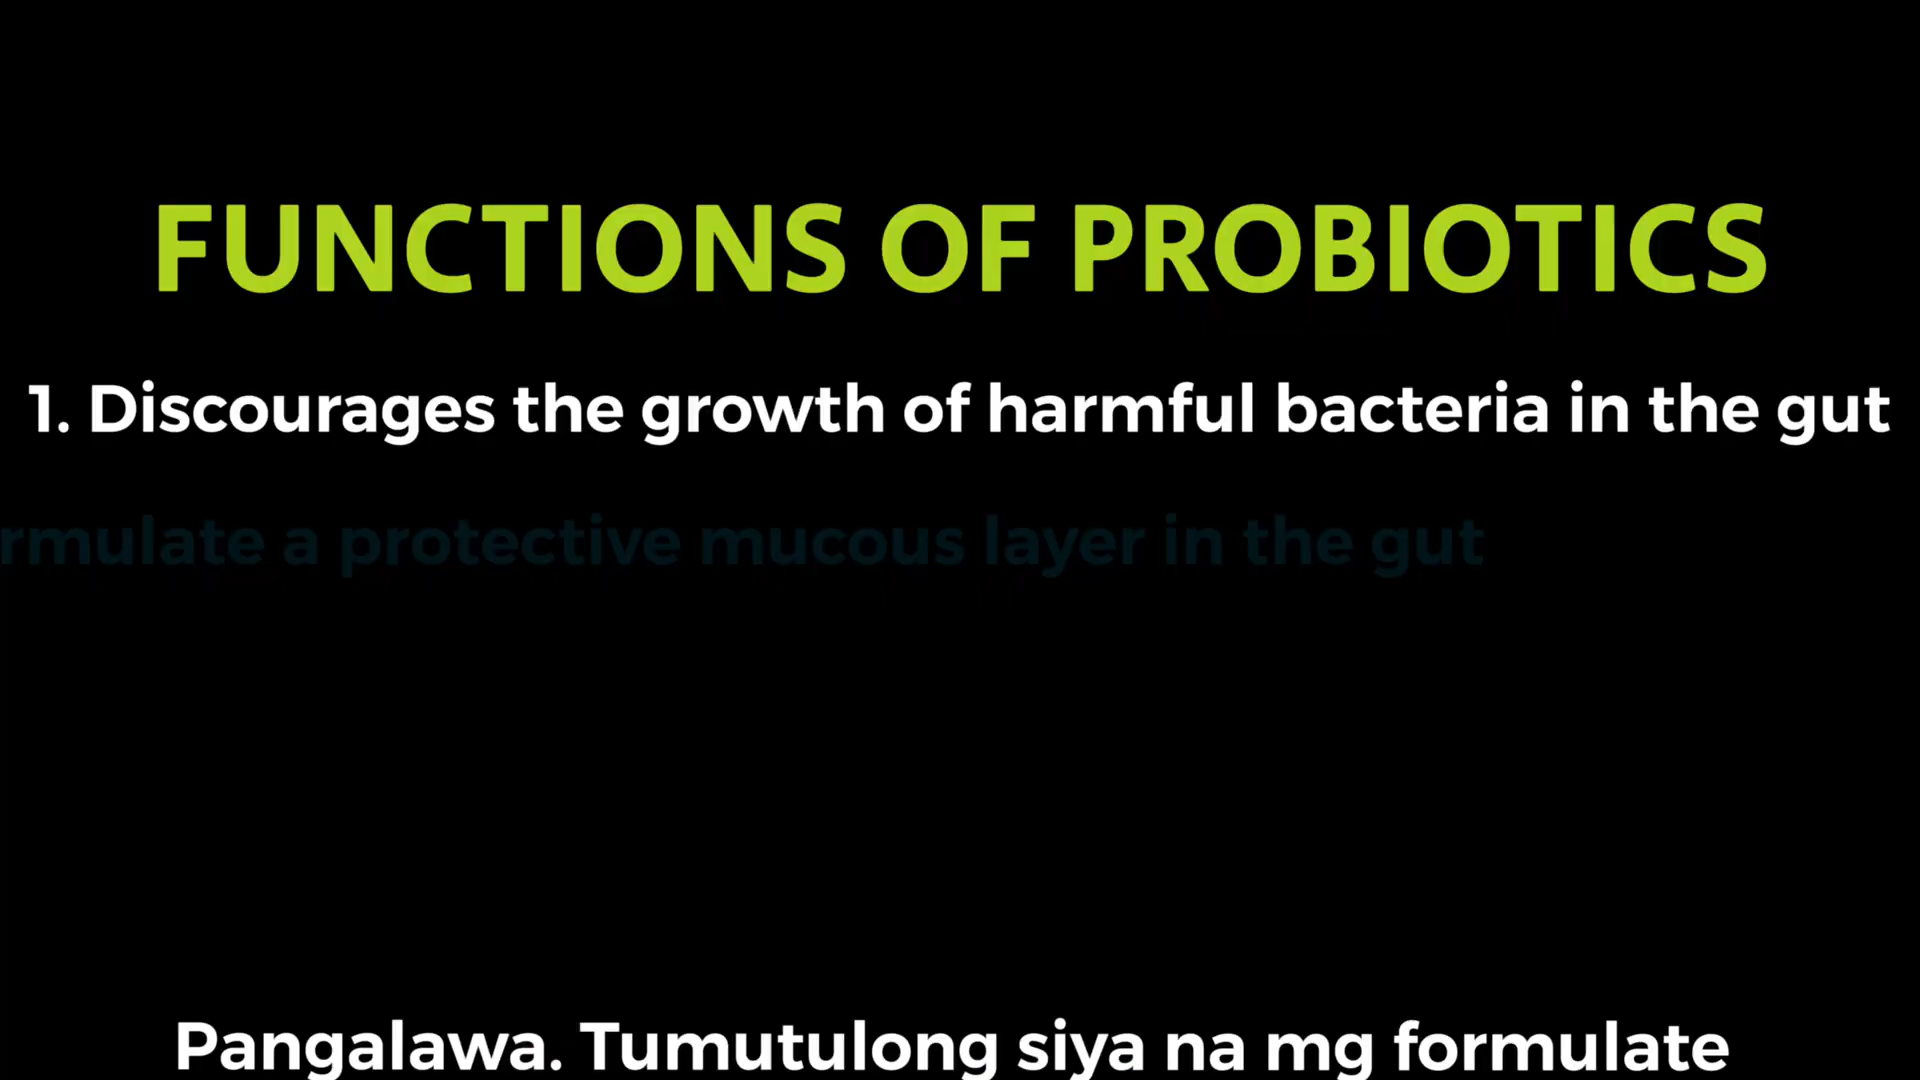 FUNCTIONS OF PROBIOTICS
1. Discourages the growth of harmful bacteria in the gut
a protective mucous layer in the gut
Pangalawa. Tumutulong siya na mg formulate